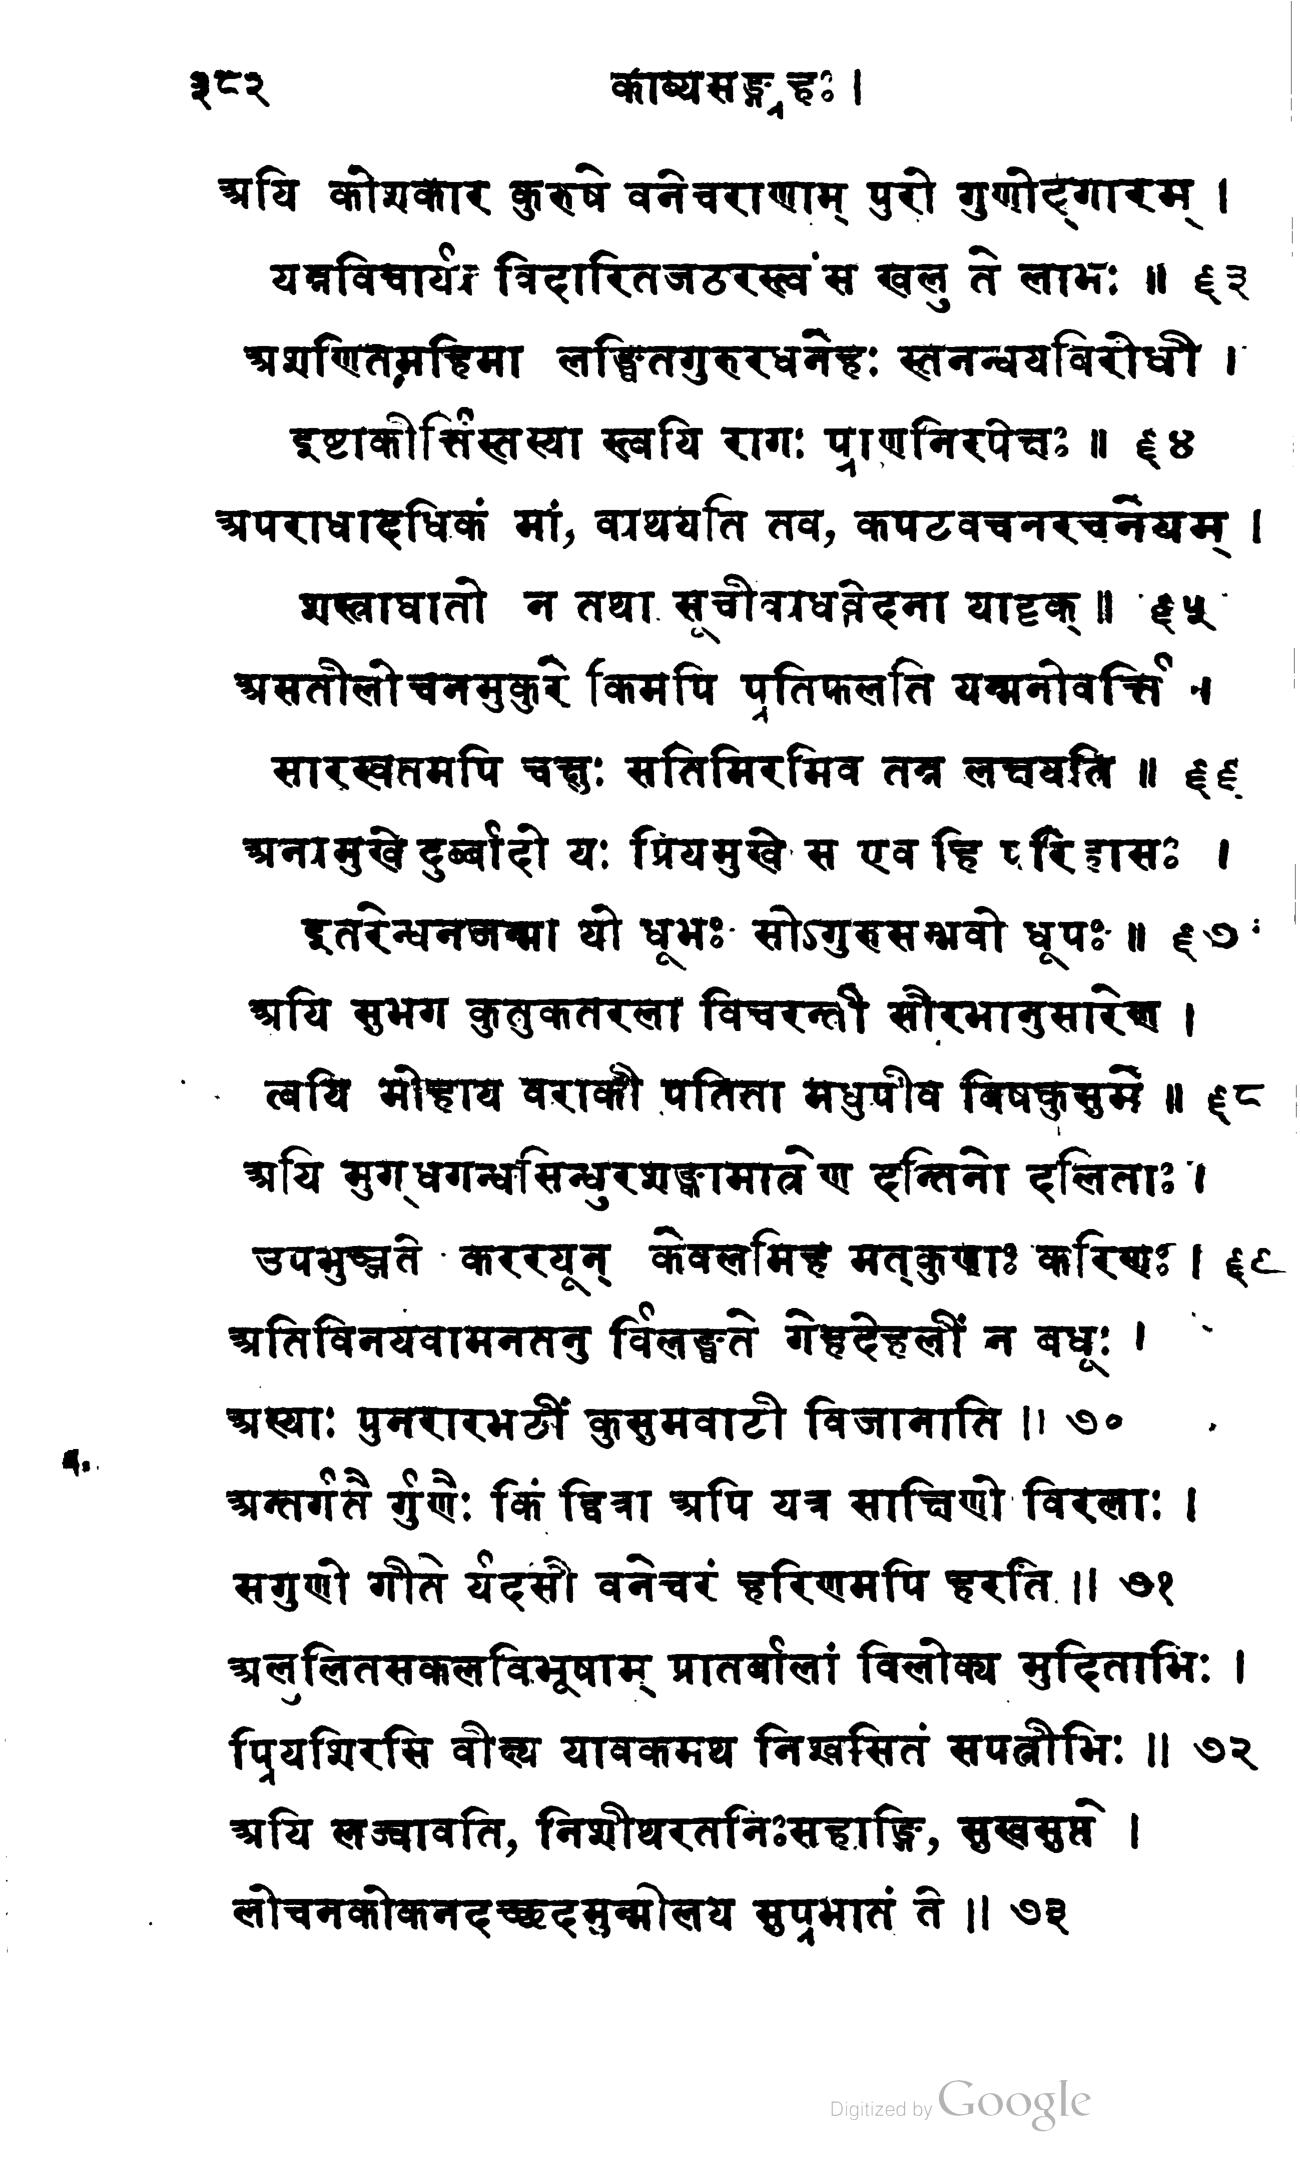 ३८२ काव्यसङ्ग्रहः ।
अयि कोशकार कुरुषे वनेचराणाम् पुरो गुणोद्गारम् ।
यन्नविचार्य्य त्रिदारितजठरस्त्वं स खलु ते लाभः ॥ ६३
अगणितमहिमा लङ्घितगुरुरधनेहः स्तनन्धयविरोधी ।
इष्टाकीर्त्तिस्तस्या स्त्वयि रागः प्राणनिरपेक्षः ॥ ६४
अपराधादधिकं मां, व्यथयति तव, कपटवचनरचनेयम् ।
शस्त्राघातो न तथा सूचीव्यधवेदना यादृक् ॥ ६५
असतीलोचनमुकुरे किमपि प्रतिफलति यन्मनोवर्त्ति ।
सारस्वतमपि चक्षुः सतिमिरमिव तन्न लक्षयति ॥ ६६
अन्यमुखे दुर्व्वादो यः प्रियमुखे स एव हि परिहासः ।
इतरेन्धनजन्मा यो धूमः सोऽगुरुसम्भवो धूपः ॥ ६७
अयि सुभग कुतुकतरला विचरन्ती सौरभानुसारेण ।
त्वयि मोहाय वराकी पतिता मधुपीव विषकुसुमे ॥ ६८
अयि मुग्धगन्धसिन्धुरशङ्कामात्रेण दन्तिनो दलिताः ।
उपभुञ्जते कररयून् केवलमिह मत्कुणाः करिणः । ६९
अतिविनयवामनतनु र्विलङ्घते गेहदेहलीं न बधूः ।
अस्याः पुनरारभठीं कुसुमवाटी विजानाति ॥ ७०
अन्तर्गतै र्गुणैः किं द्वित्रा अपि यत्र साक्षिणो विरलाः ।
सगुणो गीते र्यदसौ वनेचरं हरिणमपि हरति ॥ ७१
अलुलितसकलविभूषाम् प्रातर्बालां विलोक्य मुदिताभिः ।
प्रियशिरसि वीक्ष्य यावकमथ निश्वसितं सपत्नीभिः ॥ ७२
अयि लज्जावति, निशीथरतनिःसहाङ्गि, सुखसुप्ते ।
लोचनकोकनदच्छदमुन्मीलय सुप्रभातं ते ॥ ७३
Digitized by Google